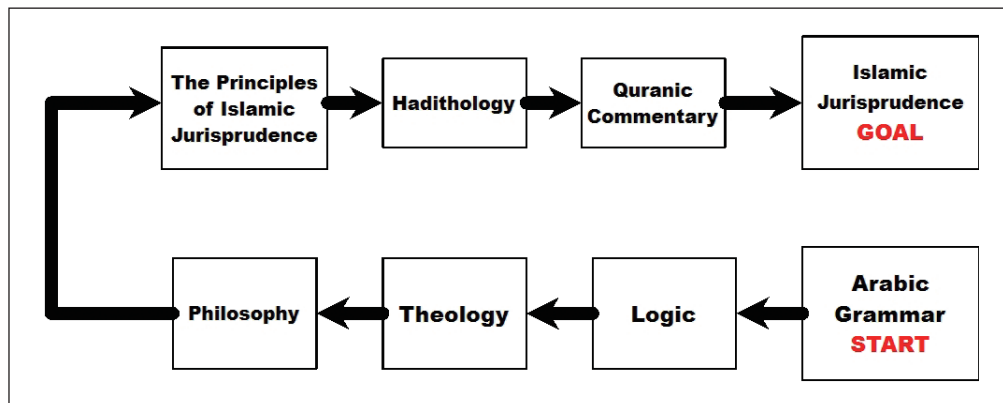 The Principles
of Islamic
Jurisprudence
Hadithology
Quranic
Commentary
Islamic
Jurisprudence
GOAL
Philosophy
Theology
Logic
Arabic
Grammar
START